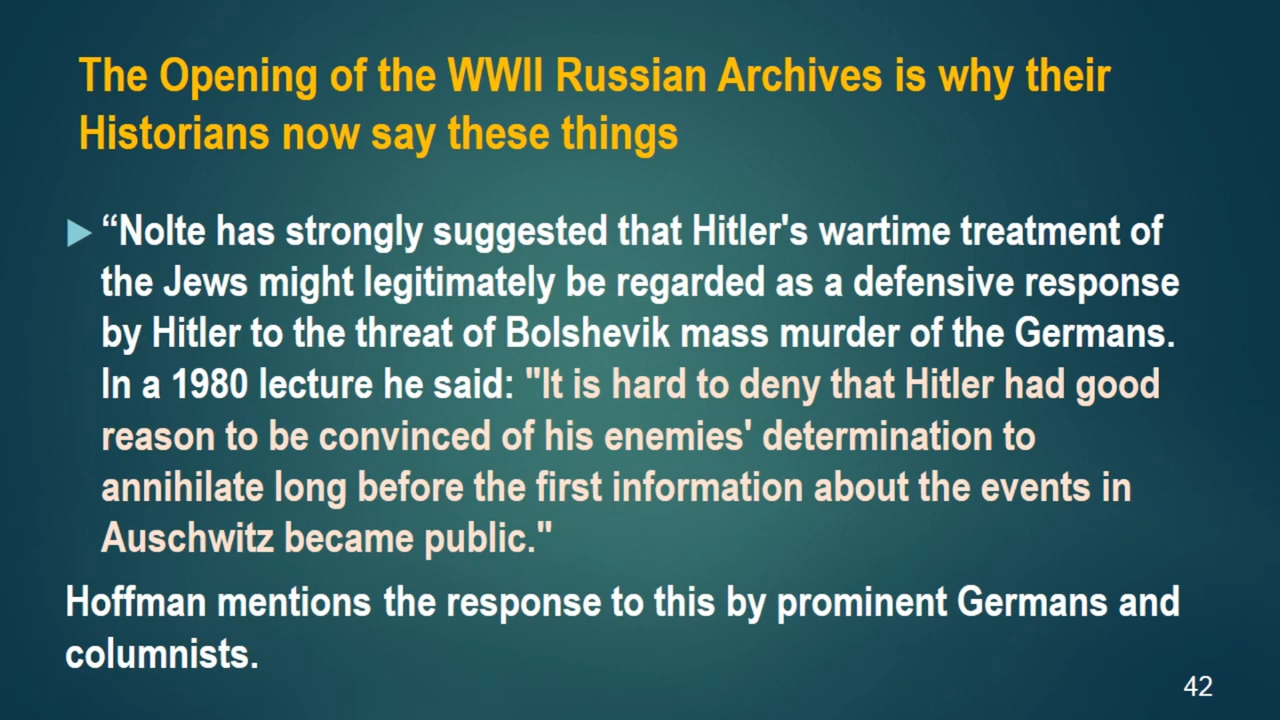 The Opening of the WWII Russian Archives is why their
Historians now say these things
“Nolte has strongly suggested that Hitler's wartime treatment of
the Jews might legitimately be regarded as a defensive response
by Hitler to the threat of Bolshevik mass murder of the Germans.
In a 1980 lecture he said: "It is hard to deny that Hitler had good
reason to be convinced of his enemies' determination to
annihilate long before the first information about the events in
Auschwitz became public."
Hoffman mentions the response to this by prominent Germans and
columnists.
42